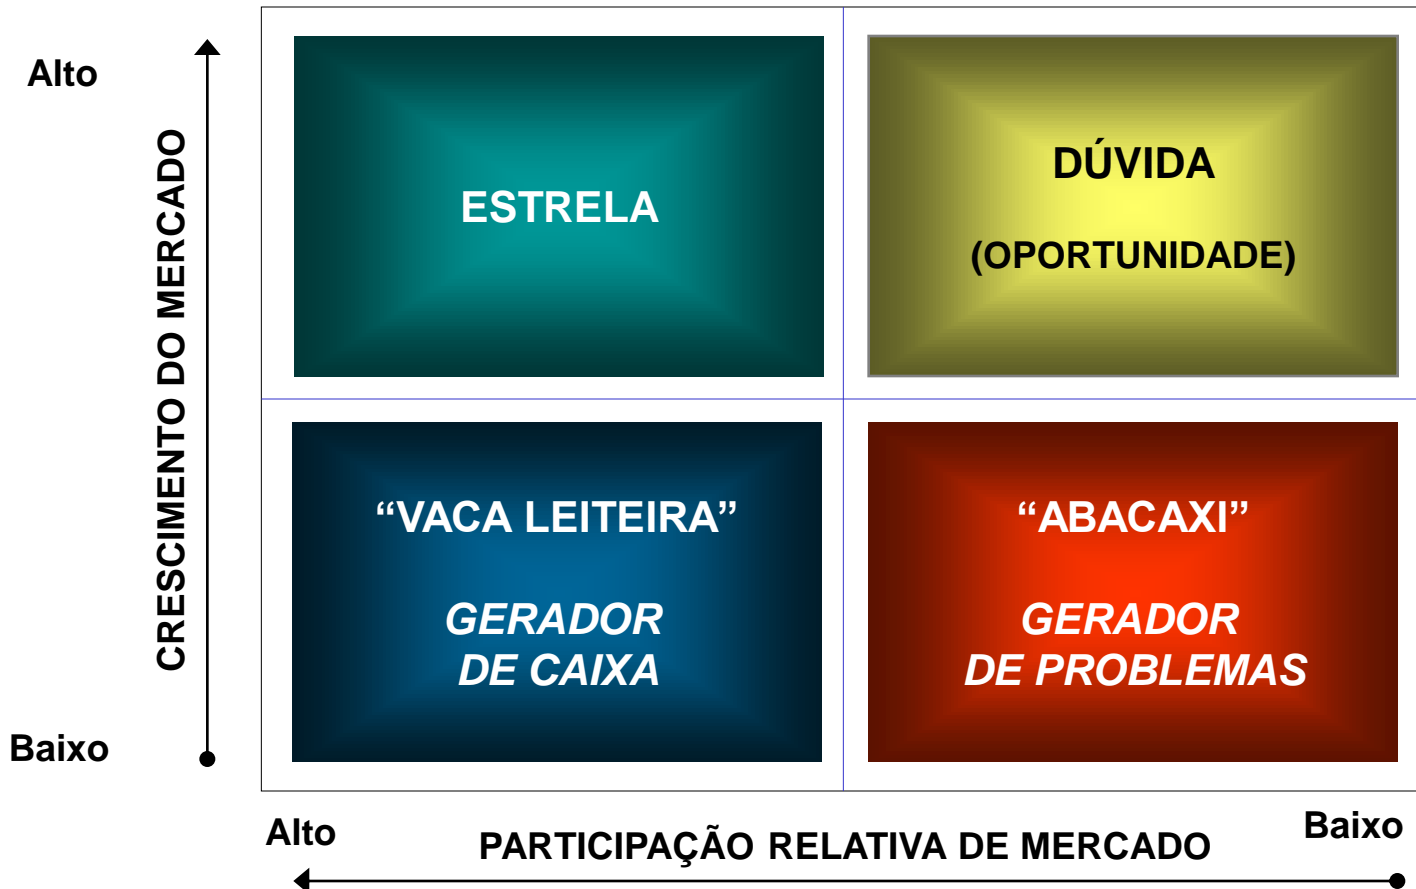 Alto
CRESCIMENTO DO MERCADO
Baixo
ESTRELA
DÚVIDA
(OPORTUNIDADE)
“VACA LEITEIRA”
GERADOR
DE CAIXA
“ABACAXI”
GERADOR
DE PROBLEMAS
Alto
PARTICIPAÇÃO RELATIVA DE MERCADO
Baixo